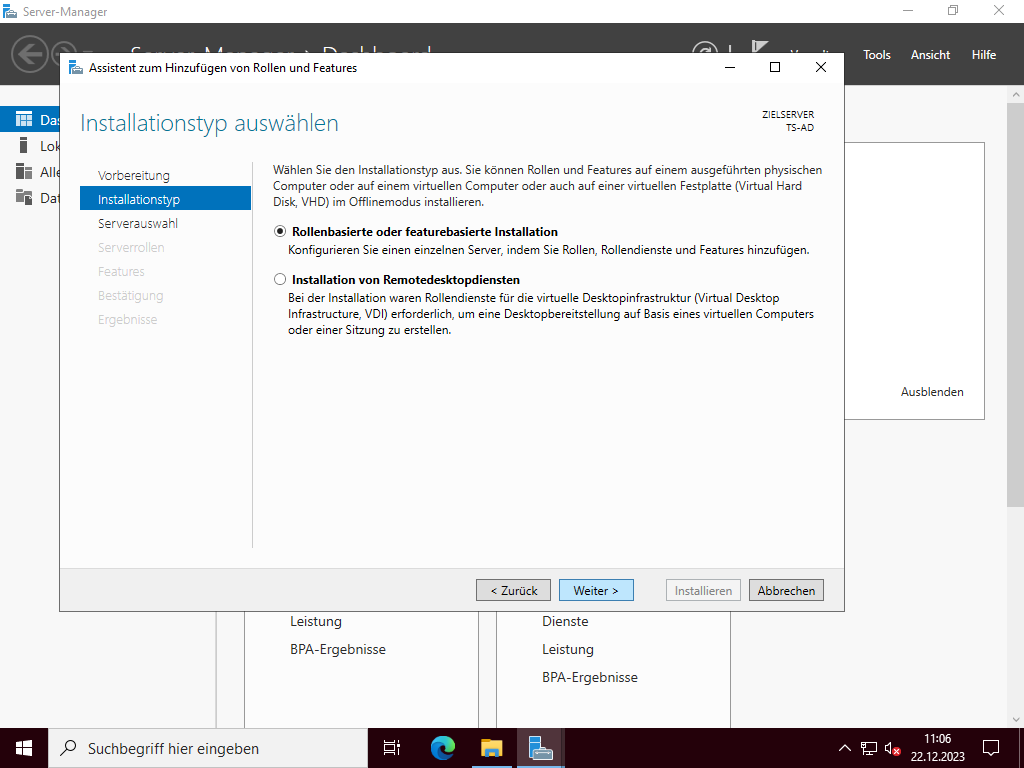 Server-Manager
Tools
Ansicht
Hilfe
Assistent zum Hinzufügen von Rollen und Features
Installationstyp auswählen
ZIELSERVER
TS-AD
Vorbereitung
Installationstyp
Serverauswahl
Serverrollen
Features
Bestätigung
Ergebnisse
Wählen Sie den Installationstyp aus. Sie können Rollen und Features auf einem ausgeführten physischen
Computer oder auf einem virtuellen Computer oder auch auf einer virtuellen Festplatte (Virtual Hard
Disk, VHD) im Offlinemodus installieren.
Rollenbasierte oder featurebasierte Installation
Konfigurieren Sie einen einzelnen Server, indem Sie Rollen, Rollendienste und Features hinzufügen.
Installation von Remotedesktopdiensten
Bei der Installation waren Rollendienste für die virtuelle Desktopinfrastruktur (Virtual Desktop
Infrastructure, VDI) erforderlich, um eine Desktopbereitstellung auf Basis eines virtuellen Computers
oder einer Sitzung zu erstellen.
Ausblenden
< Zurück
Weiter >
Installieren
Abbrechen
Leistung
BPA-Ergebnisse
Dienste
Leistung
BPA-Ergebnisse
Suchbegriff hier eingeben
11:06
22.12.2023